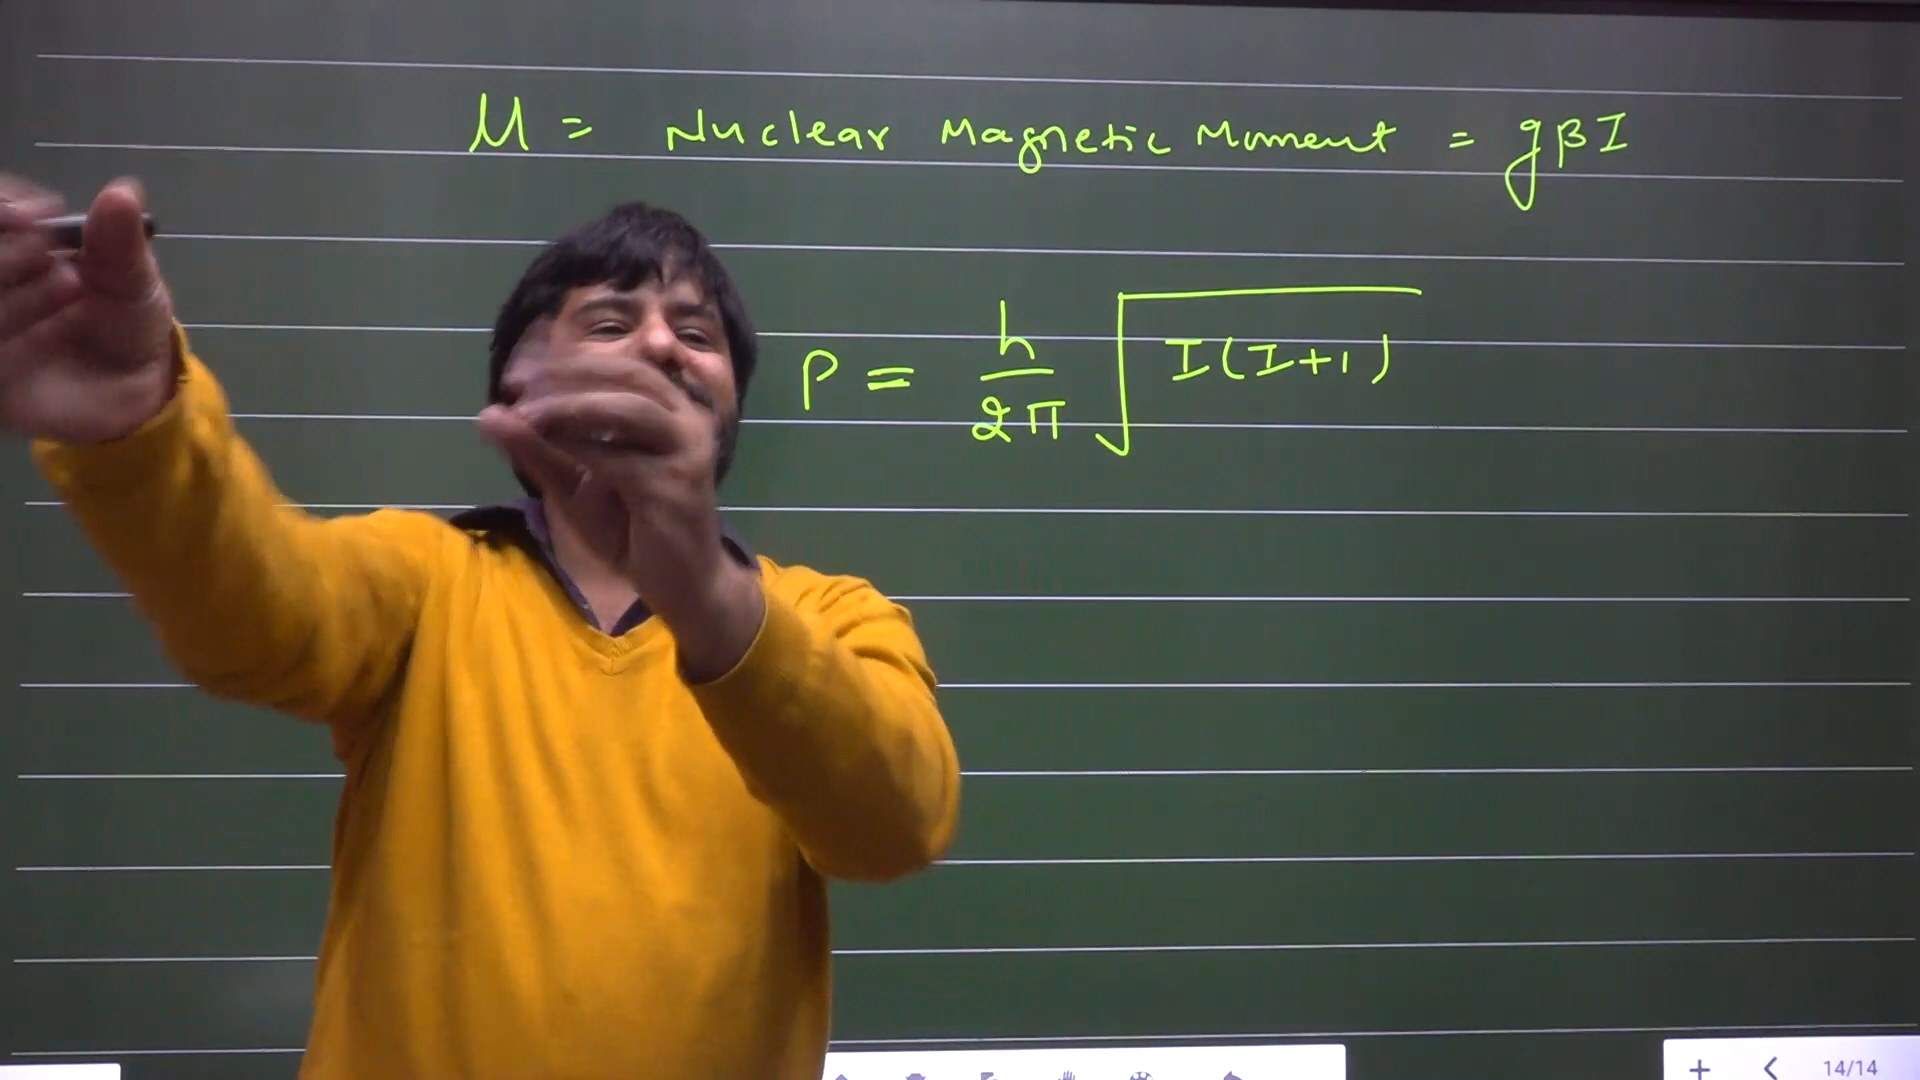 μ = Nuclear Magnetic Moment = gβI
P = h/2π √I(I+1)
+ < 14/14